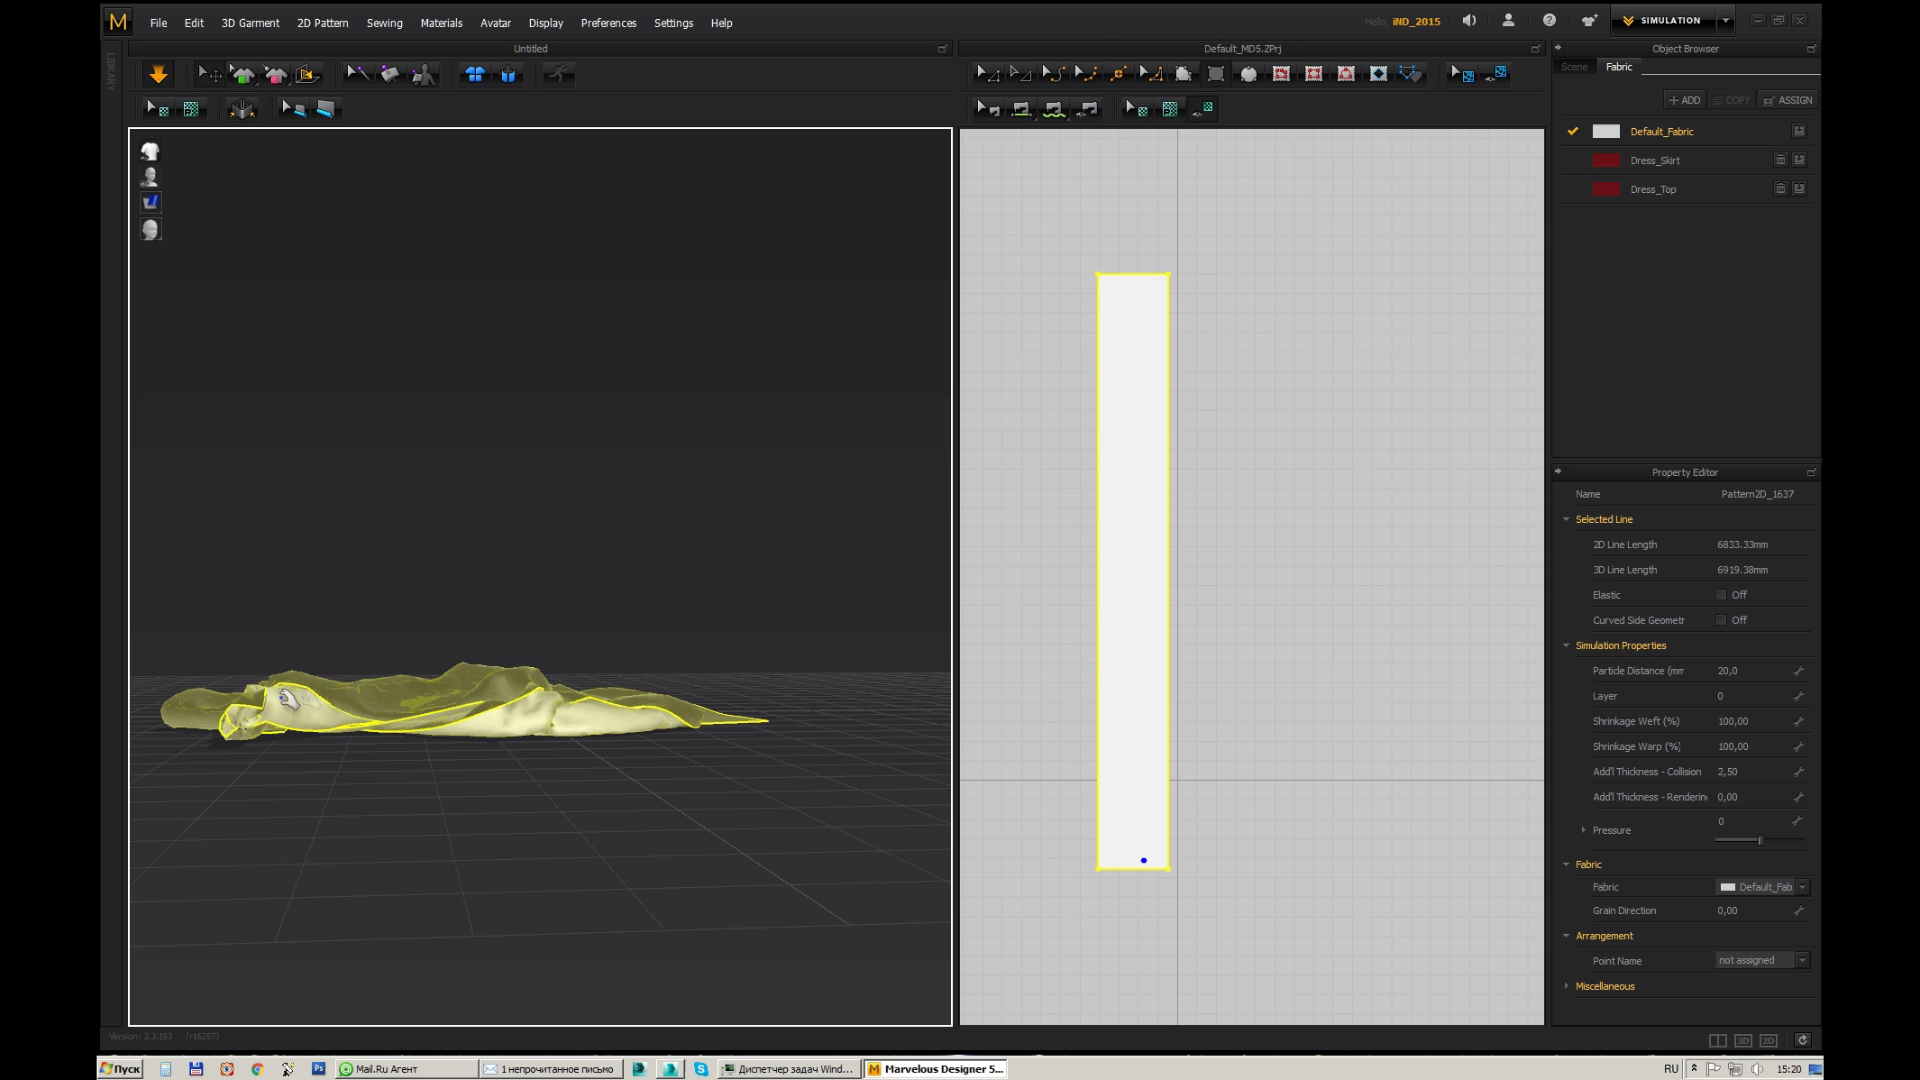 M File Edit 3D Garment 2D Pattern Sewing Materials Avatar Display Preferences Settings Help
Hello, iND_2015
SIMULATION
Untitled
Default_MD5.ZPrj
Object Browser
LIBRARY
Scene Fabric
+ ADD COPY ASSIGN
Default_Fabric
Dress_Skirt
Dress_Top
Property Editor
Name Pattern2D_1637
Selected Line
2D Line Length 6833.33mm
3D Line Length 6919.38mm
Elastic Off
Curved Side Geometr Off
Simulation Properties
Particle Distance (mm 20,0
Layer 0
Shrinkage Weft (%) 100,00
Shrinkage Warp (%) 100,00
Add'l Thickness - Collision 2,50
Add'l Thickness - Renderin 0,00
Pressure 0
Fabric
Fabric Default_Fab
Grain Direction 0,00
Arrangement
Point Name not assigned
Miscellaneous
Version: 2.3.153 (r16257)
3D 2D
Пуск Ps Mail.Ru Агент 1 непрочитанное письмо Диспетчер задач Wind... M Marvelous Designer 5... RU 15:20